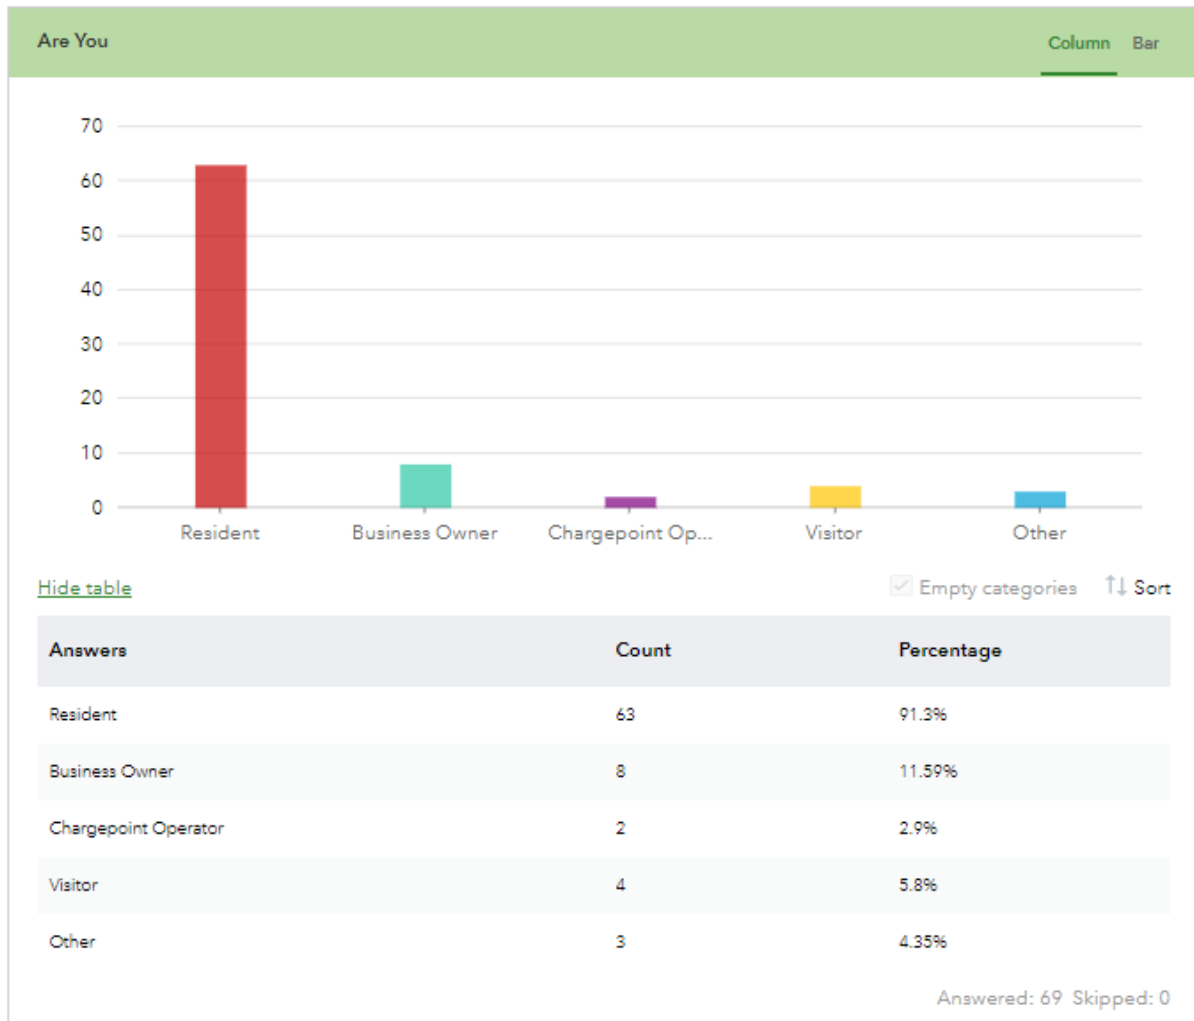 Are You Column Bar
70
60
50
40
30
20
10
0
Resident Business Owner Chargepoint Op... Visitor Other
Hide table Empty categories Sort
Answers Count Percentage
Resident 63 91.3%
Business Owner 8 11.59%
Chargepoint Operator 2 2.9%
Visitor 4 5.8%
Other 3 4.35%
Answered: 69 Skipped: 0